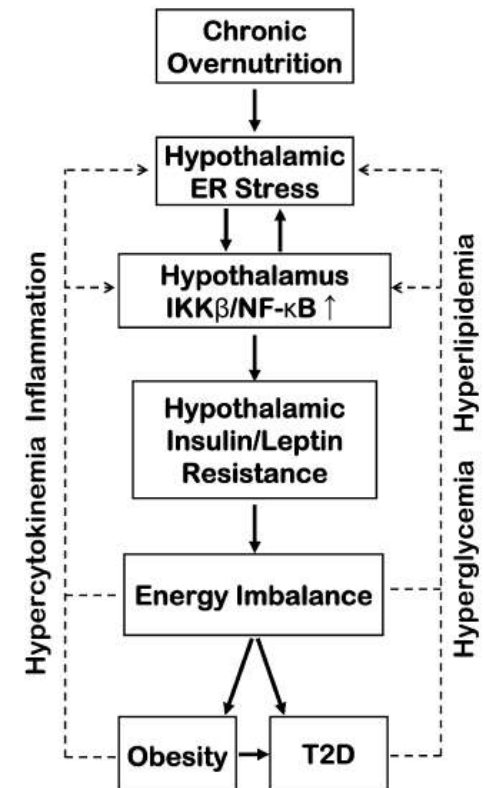 Chronic
Overnutrition
Hypothalamic
ER Stress
Hypothalamus
IKKβ/NF-κB ↑
Hypothalamic
Insulin/Leptin
Resistance
Energy Imbalance
Obesity
T2D
Hypercytokinemia Inflammation
Hyperglycemia Hyperlipidemia